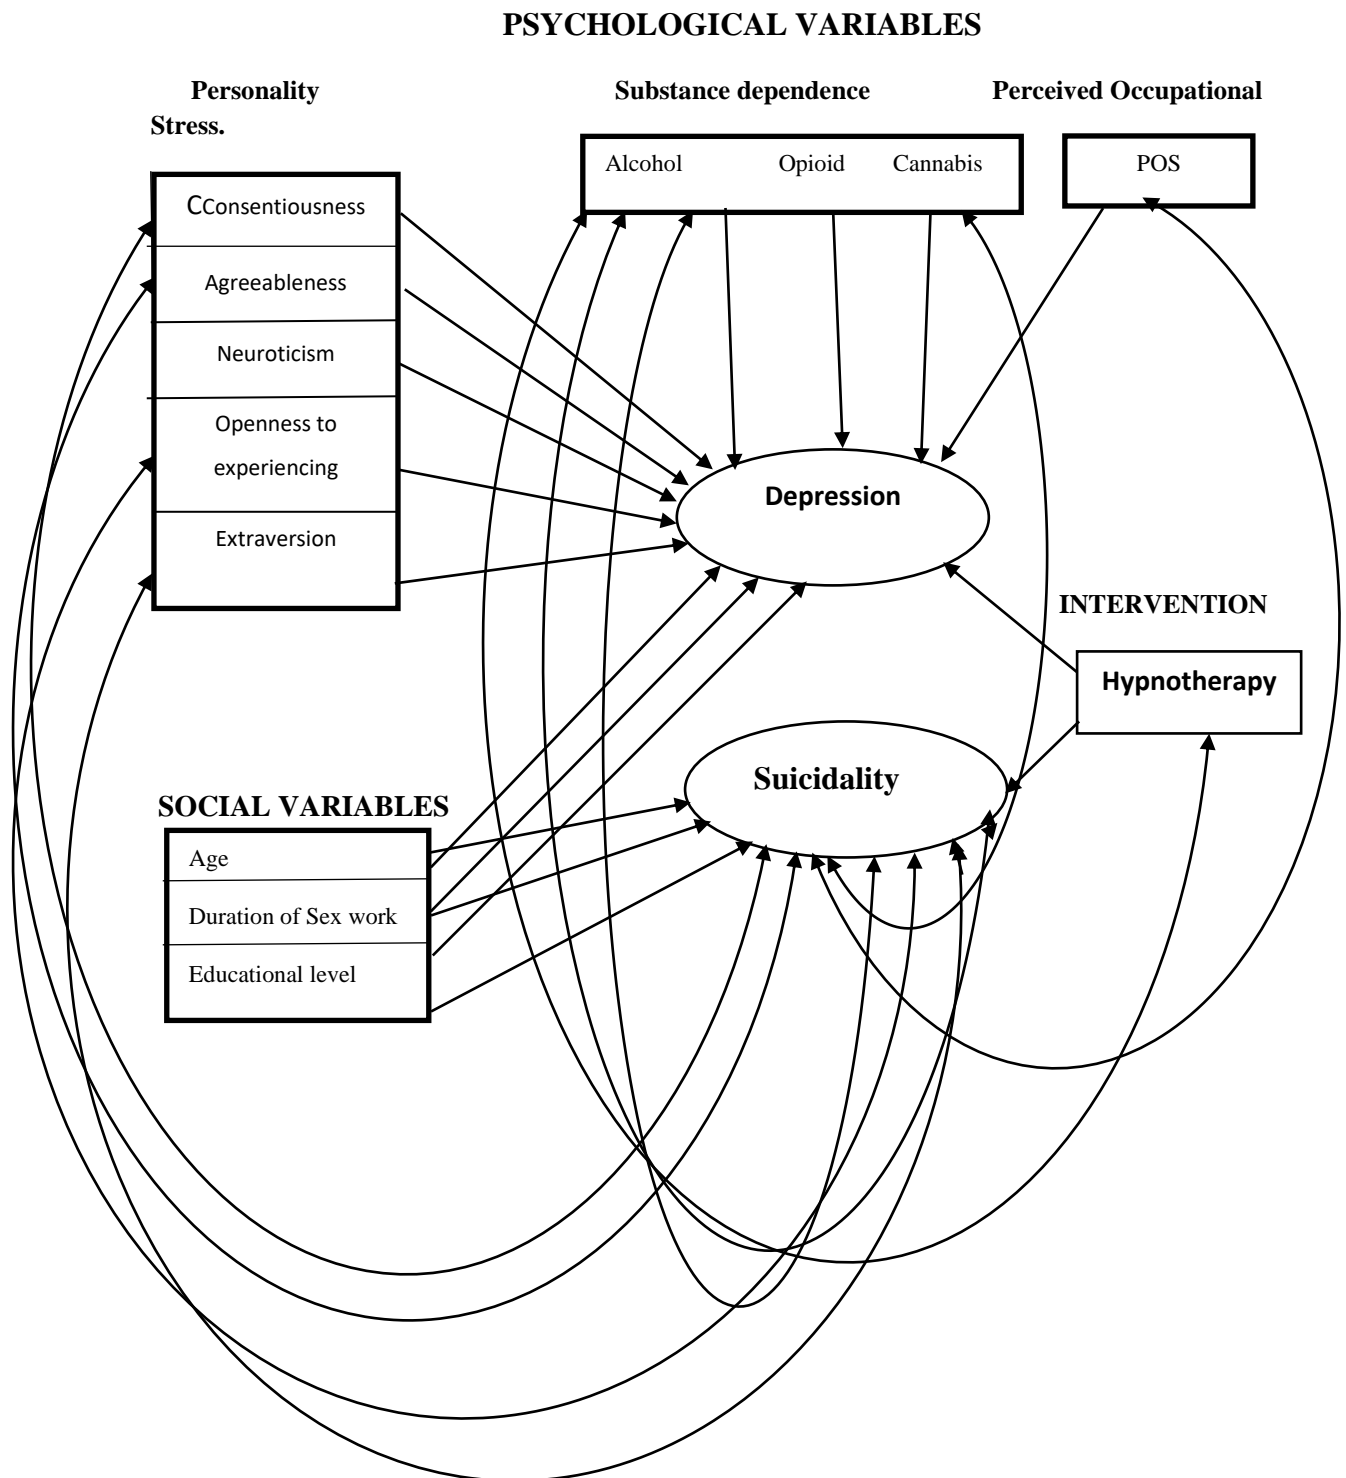 PSYCHOLOGICAL VARIABLES
Personality Substance dependence Perceived Occupational
Stress.
Alcohol Opioid Cannabis
POS
CConsentiousness
Agreeableness
Neuroticism
Openness to
experiencing
Extraversion
Depression
INTERVENTION
Hypnotherapy
Suicidality
SOCIAL VARIABLES
Age
Duration of Sex work
Educational level